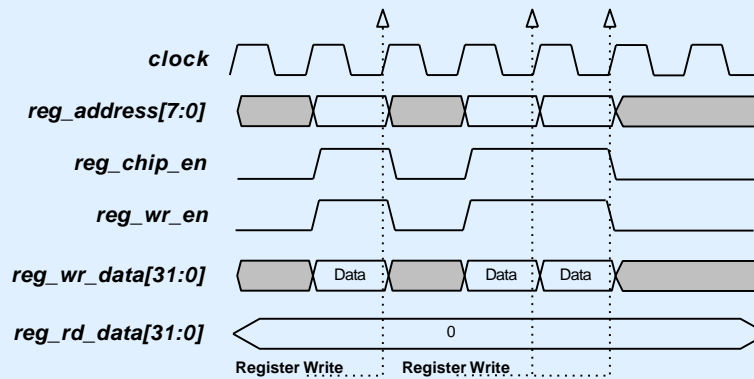 clock
reg_address[7:0]
reg_chip_en
reg_wr_en
reg_wr_data[31:0] Data Data Data
reg_rd_data[31:0] 0
Register Write Register Write